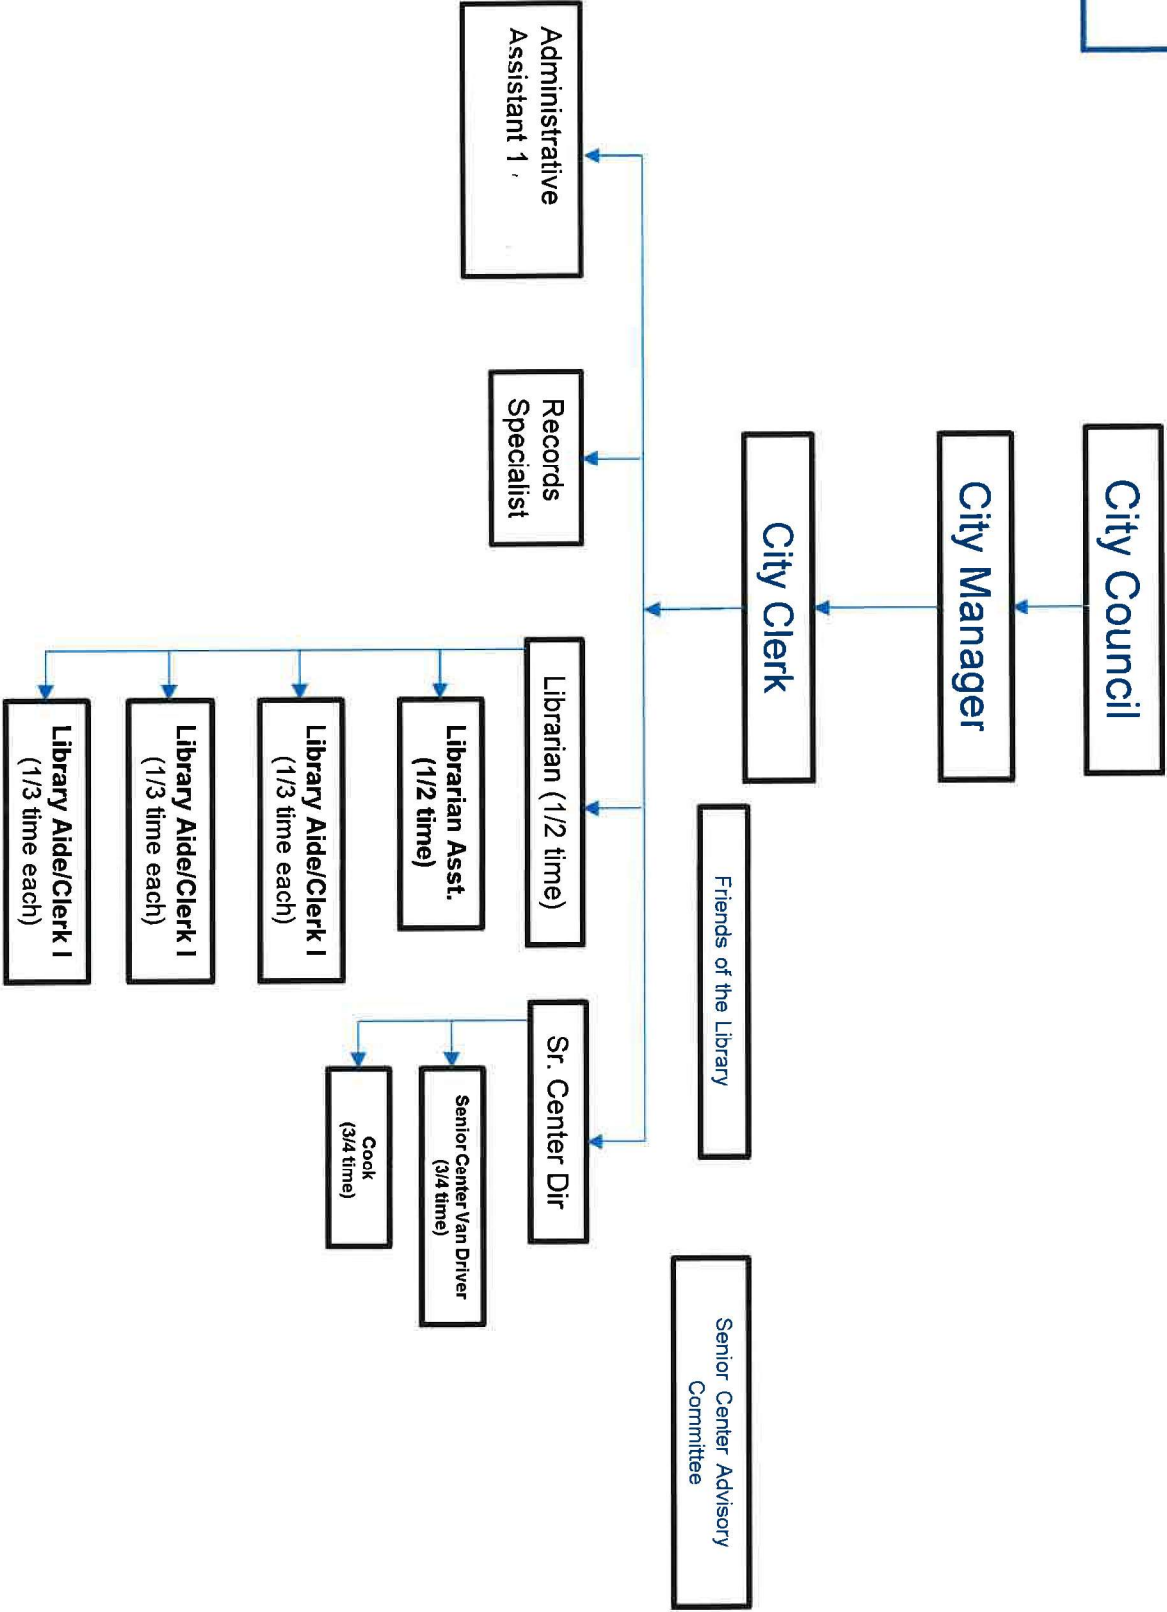 City Council
City Manager
City Clerk
Friends of the Library
Senior Center Advisory
Committee
Administrative
Assistant 1
Records
Specialist
Librarian (1/2 time)
Sr. Center Dir
Librarian Asst.
(1/2 time)
Library Aide/Clerk I
(1/3 time each)
Library Aide/Clerk I
(1/3 time each)
Library Aide/Clerk I
(1/3 time each)
Senior Center Van Driver
(3/4 time)
Cook
(3/4 time)